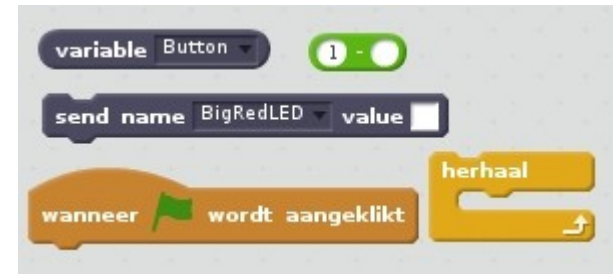 variable Button
1 -
send name BigRedLED value
herhaal
wanneer wordt aangeklikt